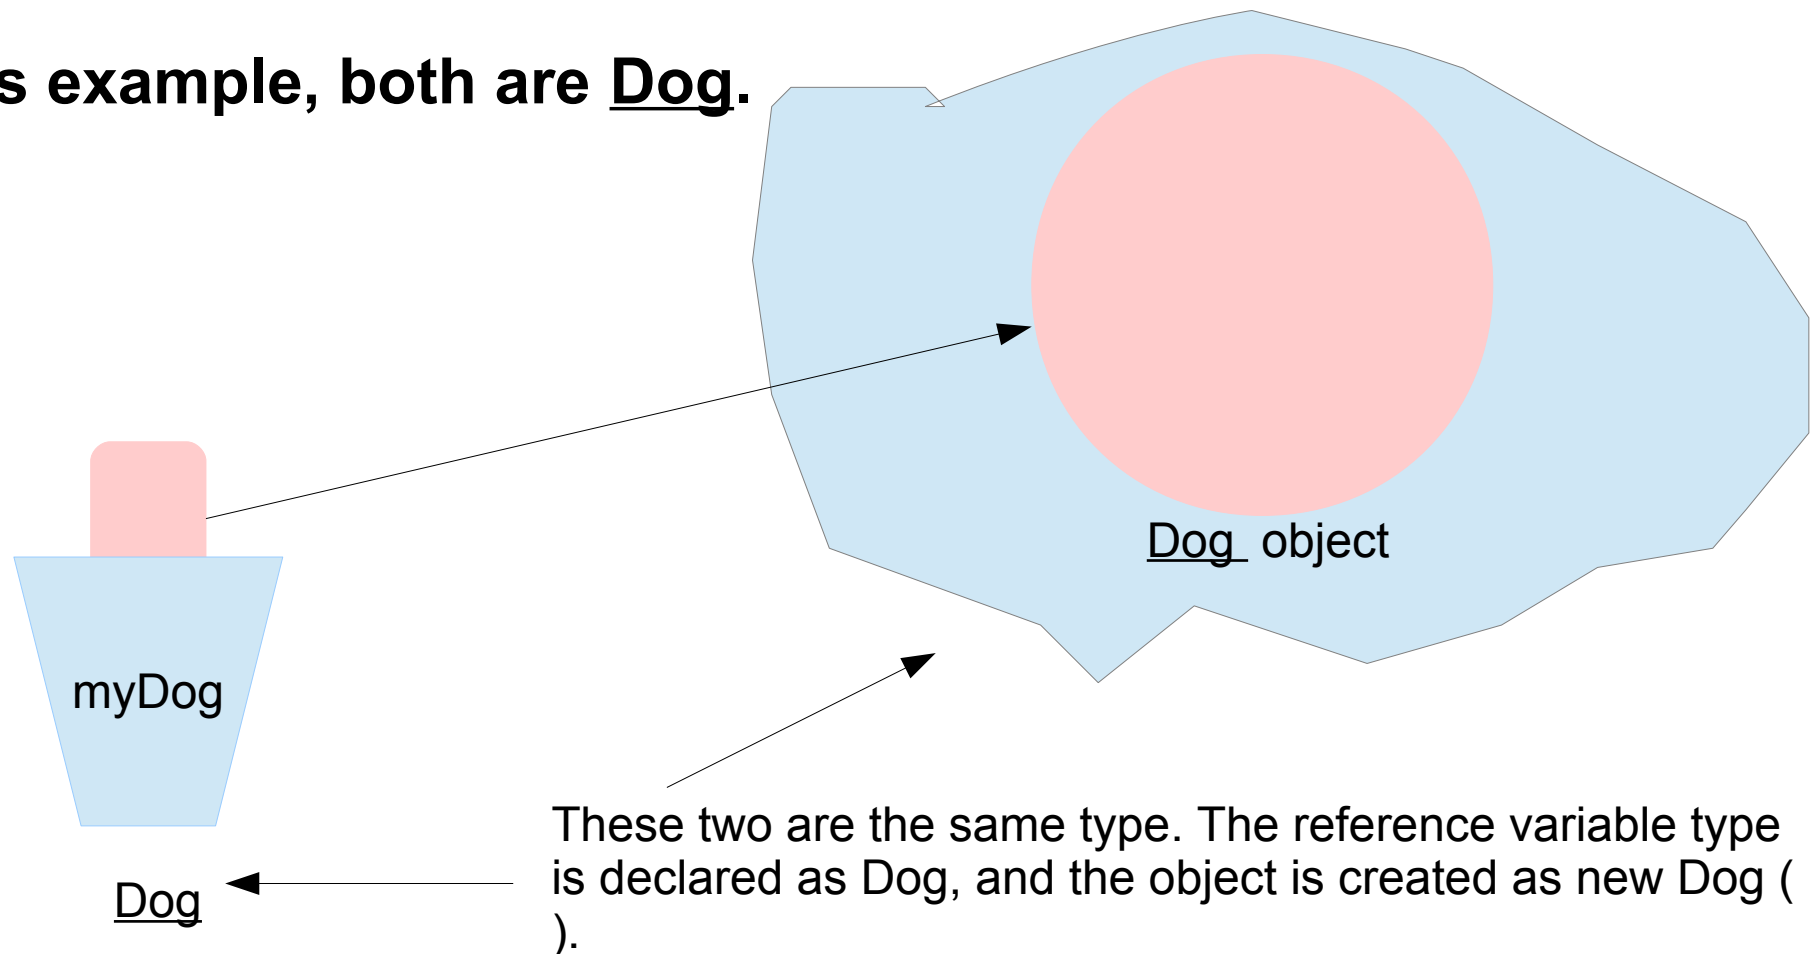 s example, both are Dog.
Dog object
myDog
These two are the same type. The reference variable type
is declared as Dog, and the object is created as new Dog (
).
Dog